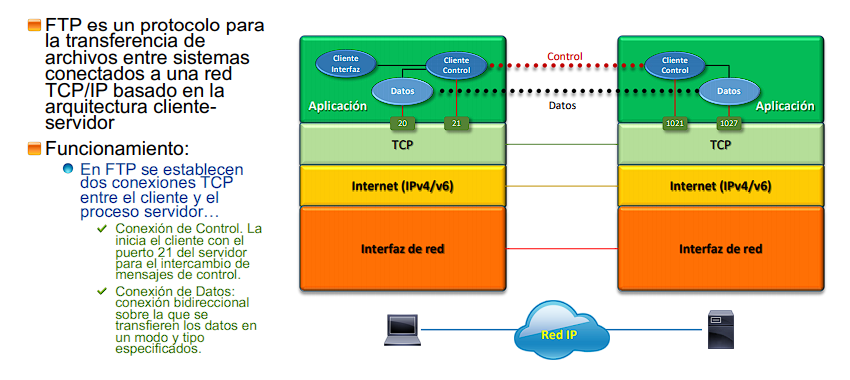 FTP es un protocolo para
la transferencia de
archivos entre sistemas
conectados a una red
TCP/IP basado en la
arquitectura cliente-
servidor
Funcionamiento:
En FTP se establecen
dos conexiones TCP
entre el cliente y el
proceso servidor…
Conexión de Control. La
inicia el cliente con el
puerto 21 del servidor
para el intercambio de
mensajes de control.
Conexión de Datos:
conexión bidireccional
sobre la que se
transfieren los datos en
un modo y tipo
especificados.
Cliente
Interfaz
Cliente
Control
Datos
Aplicación
20
21
TCP
Internet (IPv4/v6)
Interfaz de red
Control
Datos
Cliente
Control
Datos
Aplicación
1021
1027
TCP
Internet (IPv4/v6)
Interfaz de red
Red IP